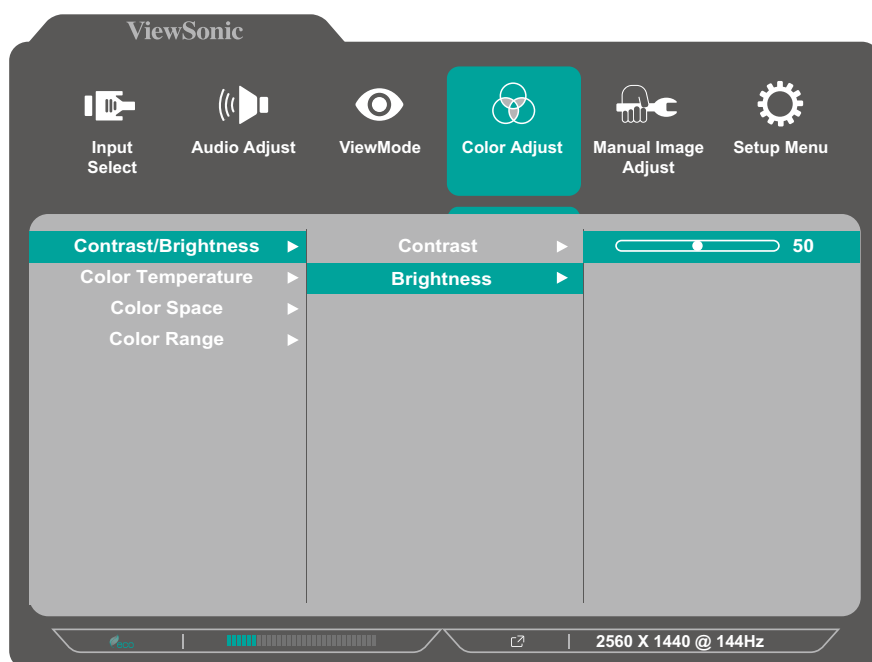 ViewSonic
Input
Select
Audio Adjust
ViewMode
Color Adjust
Manual Image
Adjust
Setup Menu
Contrast/Brightness
Contrast
50
Color Temperature
Brightness
Color Space
Color Range
eco
2560 X 1440 @ 144Hz